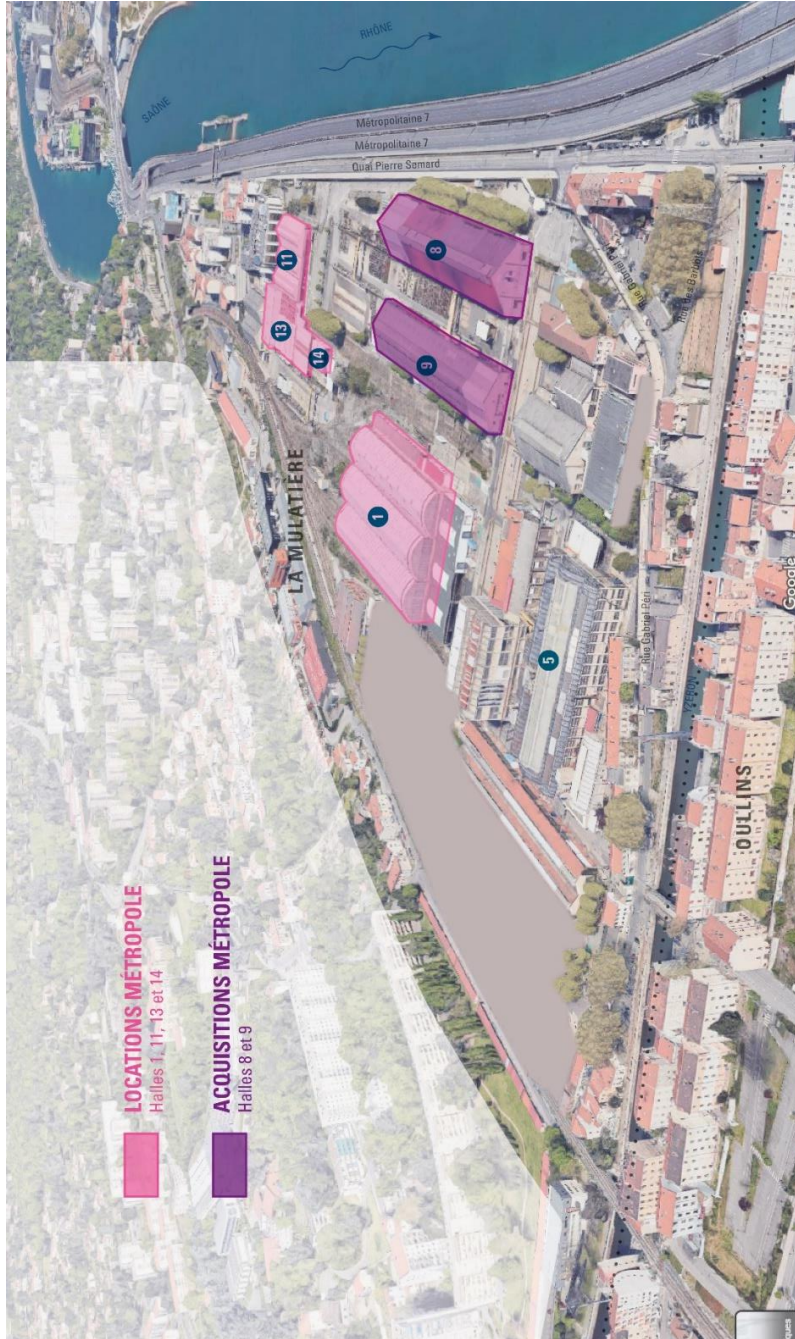 LOCATIONS MÉTROPOLE
Halles 1, 11, 13 et 14
ACQUISITIONS MÉTROPOLE
Halles 8 et 9
SAÔNE
RHÔNE
Métropolitaine 7
Métropolitaine 7
Quai Pierre Semard
LA MULATIÈRE
11
13
14
8
9
1
5
Rue Gabriel Péri
YZERON
OULLINS
Google